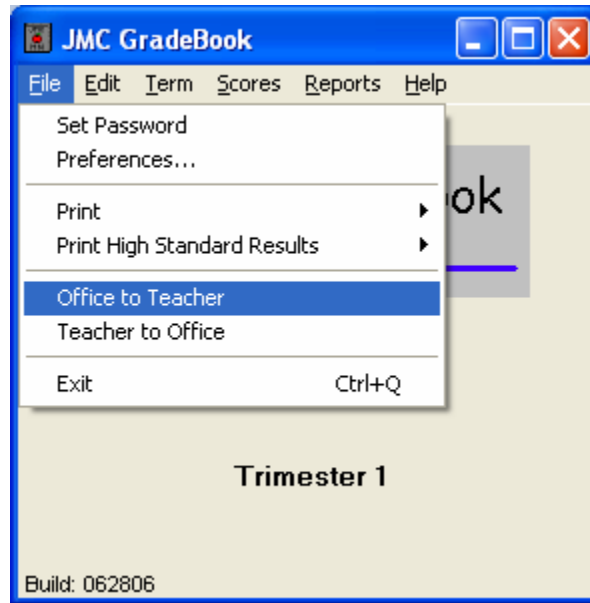 JMC GradeBook
File Edit Term Scores Reports Help
Set Password
Preferences...
ok
Print
Print High Standard Results
Office to Teacher
Teacher to Office
Exit Ctrl+Q
Trimester 1
Build: 062806